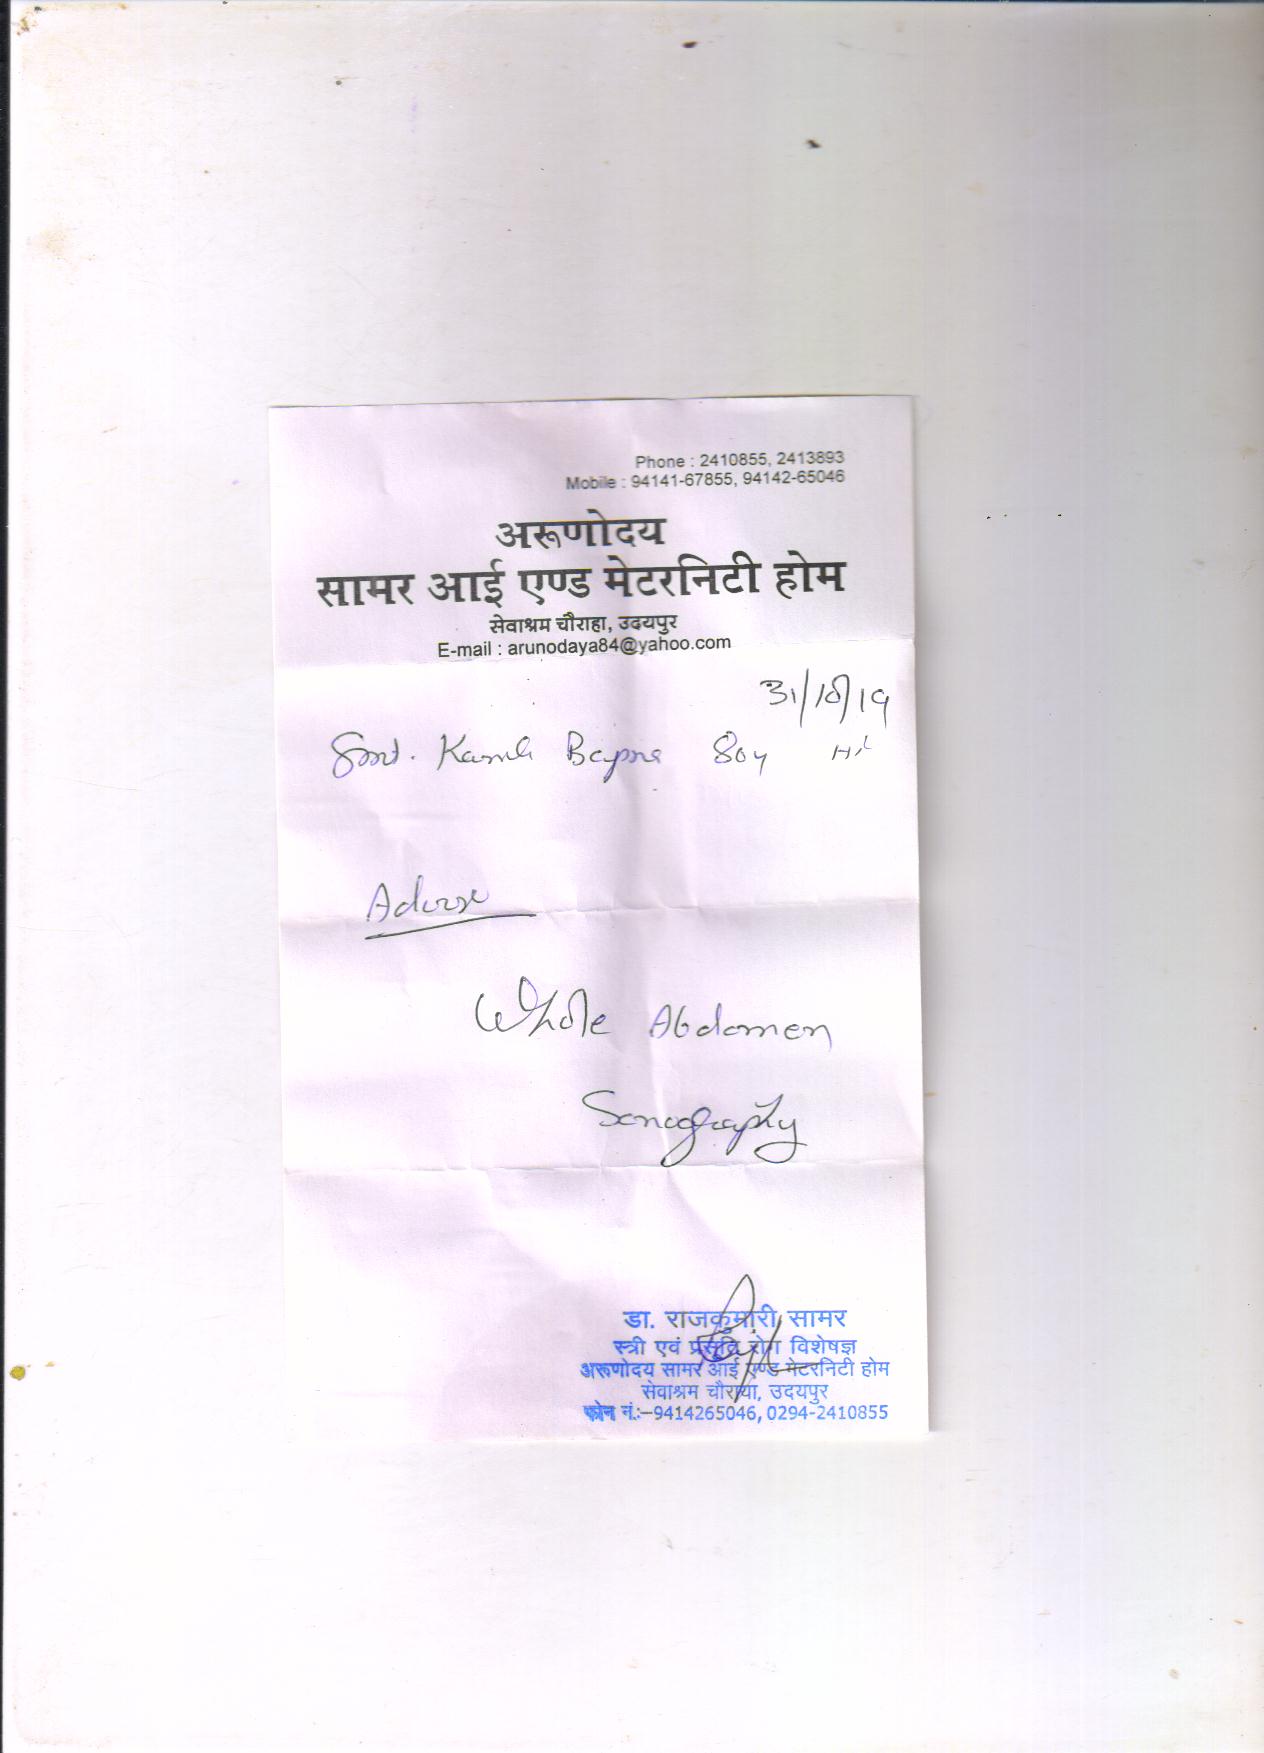 Phone : 2410855, 2413893
Mobile : 94141-67855, 94142-65046
अरूणोदय
सामर आई एण्ड मेटरनिटी होम
सेवाश्रम चौराहा, उदयपुर
E-mail : arunodaya84@yahoo.com
31/10/19
Smt. Kamla Bapna 80y
Advise
Whole Abdomen
Sonography
डा. राजकुमारी सामर
स्त्री एवं प्रसूति रोग विशेषज्ञ
अरूणोदय सामर आई एण्ड मेटरनिटी होम
सेवाश्रम चौराया, उदयपुर
फोन नं.:–9414265046, 0294-2410855